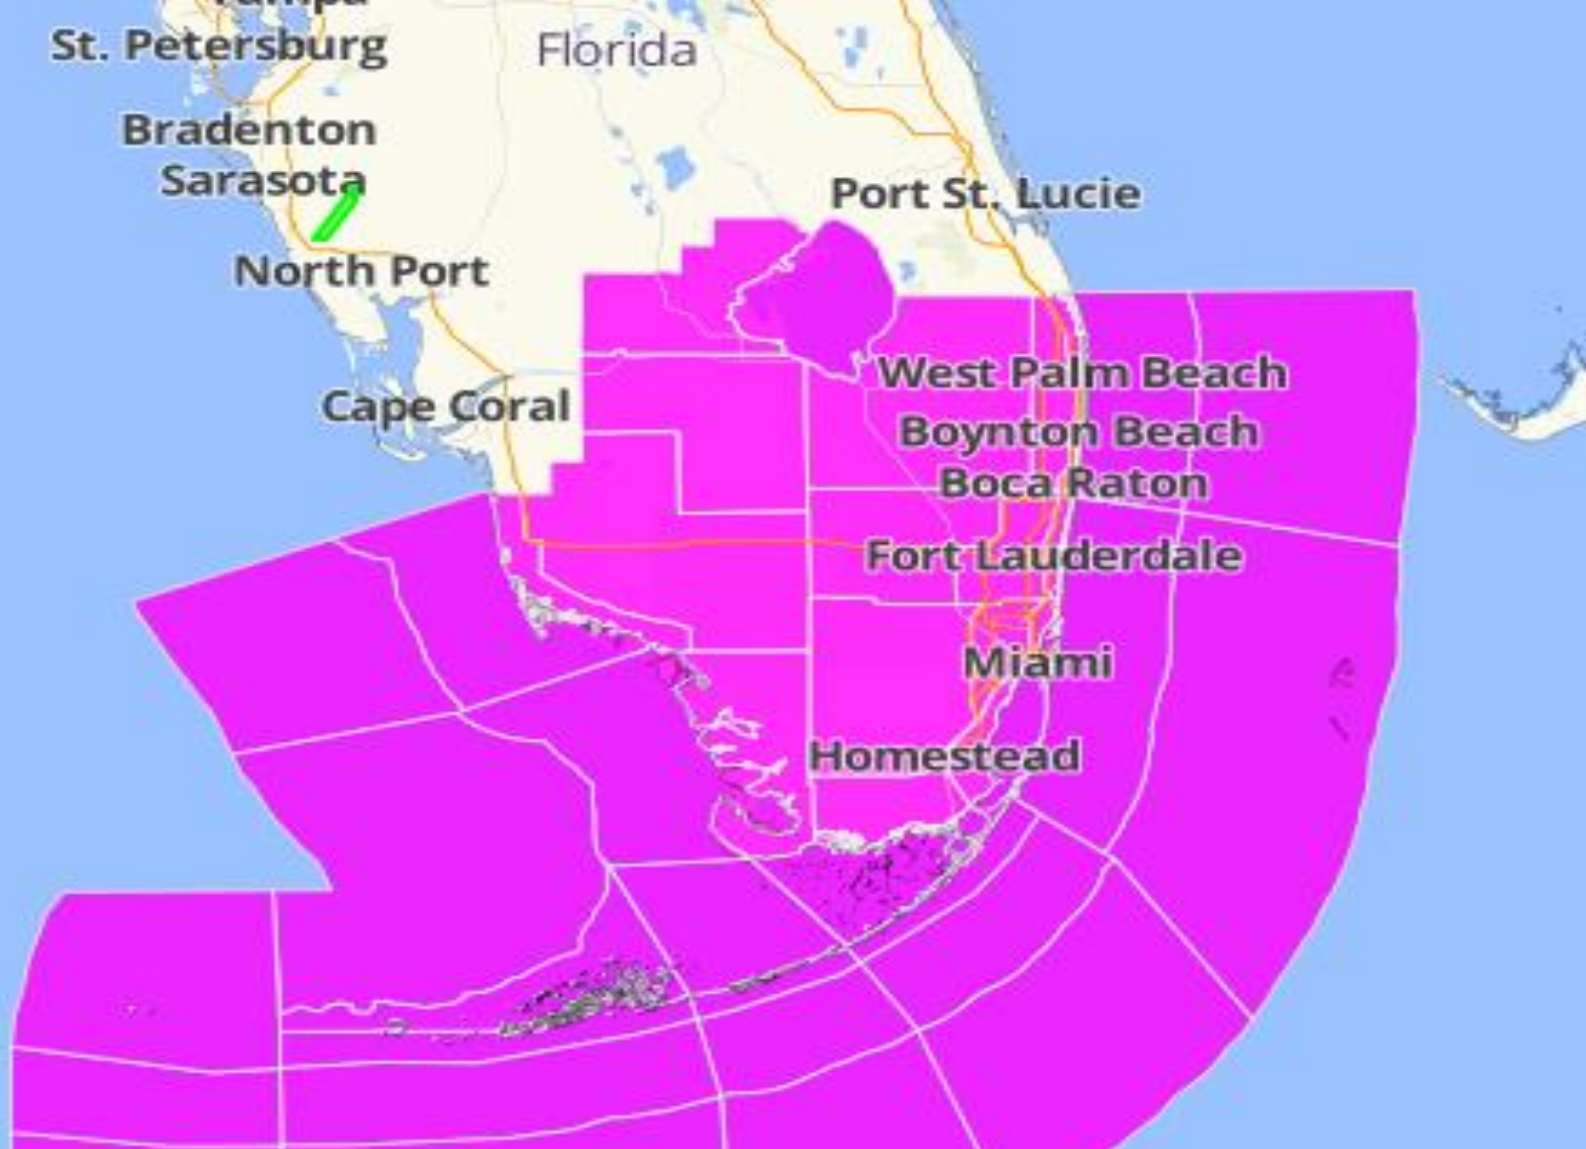 Tampa
St. Petersburg
Florida
Bradenton
Sarasota
Port St. Lucie
North Port
West Palm Beach
Cape Coral
Boynton Beach
Boca Raton
Fort Lauderdale
Miami
Homestead